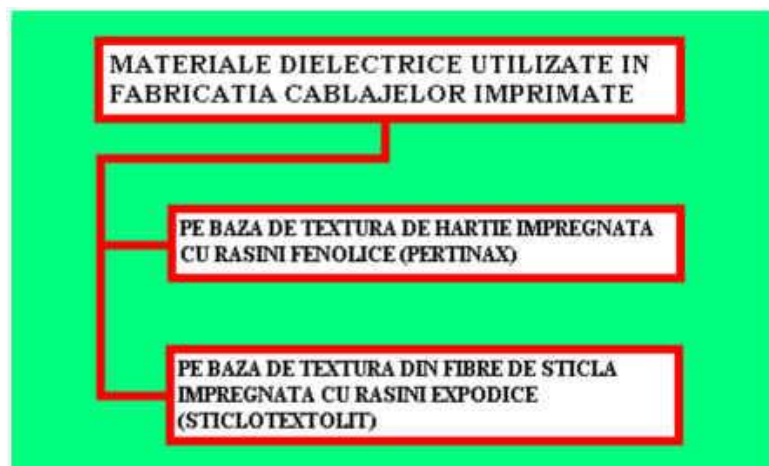 MATERIALE DIELECTRICE UTILIZATE IN
FABRICATIA CABLAJELOR IMPRIMATE
PE BAZA DE TEXTURA DE HARTIE IMPREGNATA
CU RASINI FENOLICE (PERTINAX)
PE BAZA DE TEXTURA DIN FIBRE DE STICLA
IMPREGNATA CU RASINI EXPODICE
(STICLOTEXTOLIT)